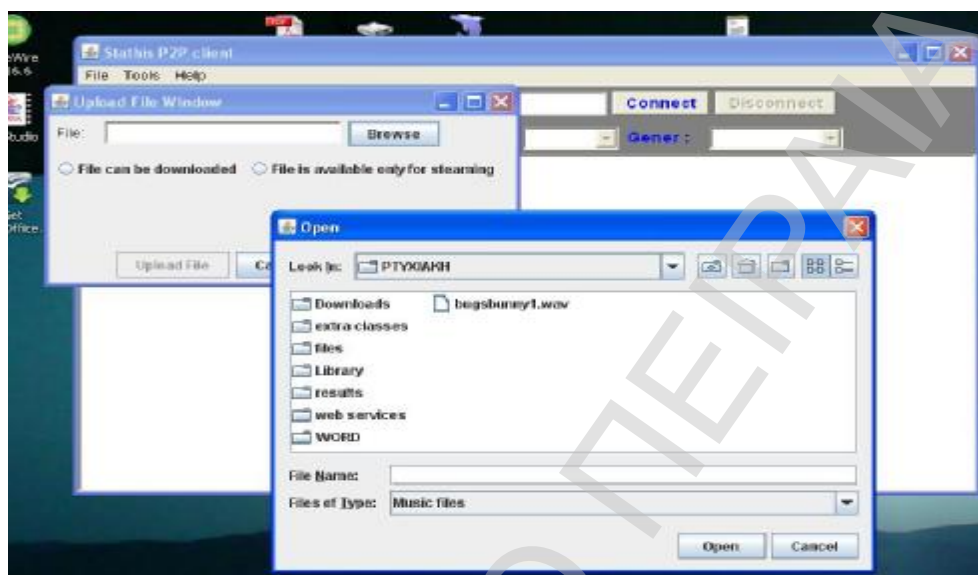 Stathis P2P client
File Tools Help
Upload File Window
Connect Disconnect
File: Browse
Gener :
File can be downloaded File is available only for steaming
Upload File Ca
Open
Look In: PTYXIAKH
Downloads bugsbunny1.wav
extra classes
files
Library
results
web services
WORD
File Name:
Files of Type: Music files
Open Cancel
ΠΕΙΡΑΙΑ